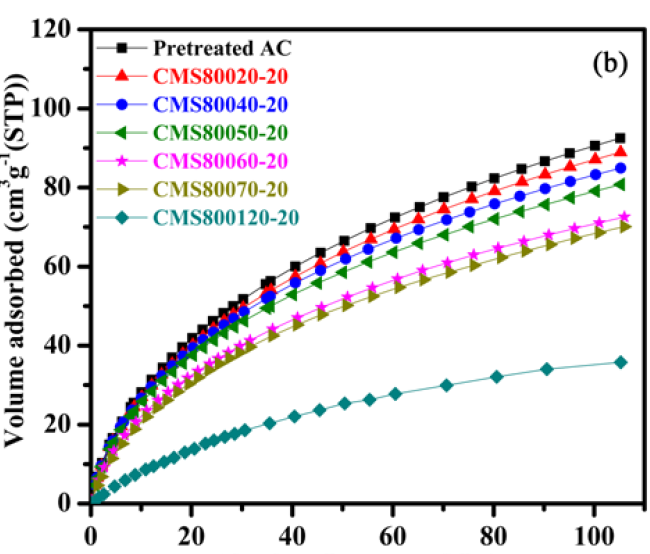 120
100
80
60
40
20
0
Volume adsorbed (cm³g⁻¹(STP))
(b)
Pretreated AC
CMS80020-20
CMS80040-20
CMS80050-20
CMS80060-20
CMS80070-20
CMS800120-20
0 20 40 60 80 100